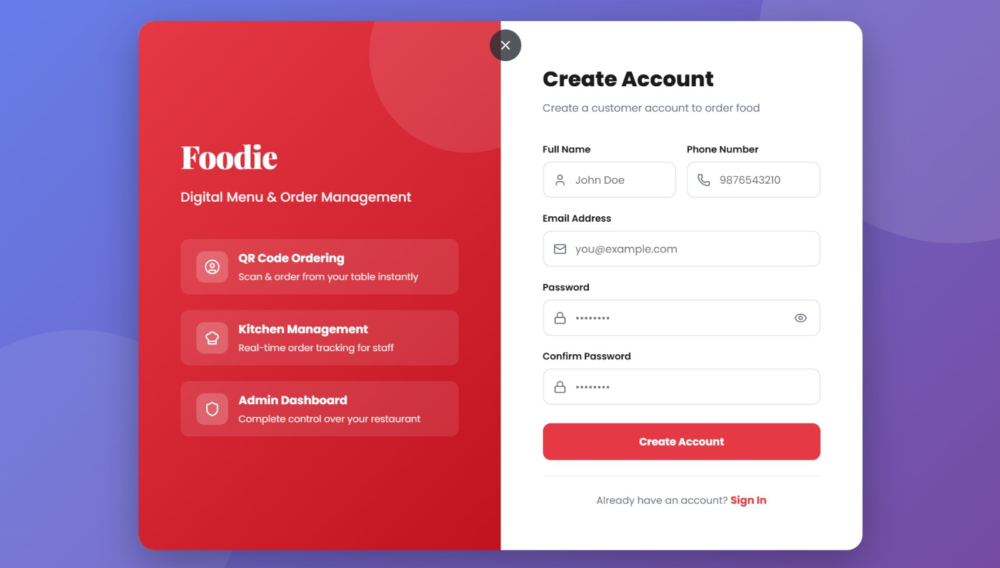 Foodie
Digital Menu & Order Management
QR Code Ordering
Scan & order from your table instantly
Kitchen Management
Real-time order tracking for staff
Admin Dashboard
Complete control over your restaurant
Create Account
Create a customer account to order food
Full Name
Phone Number
John Doe
9876543210
Email Address
you@example.com
Password
••••••••
Confirm Password
••••••••
Create Account
Already have an account? Sign In